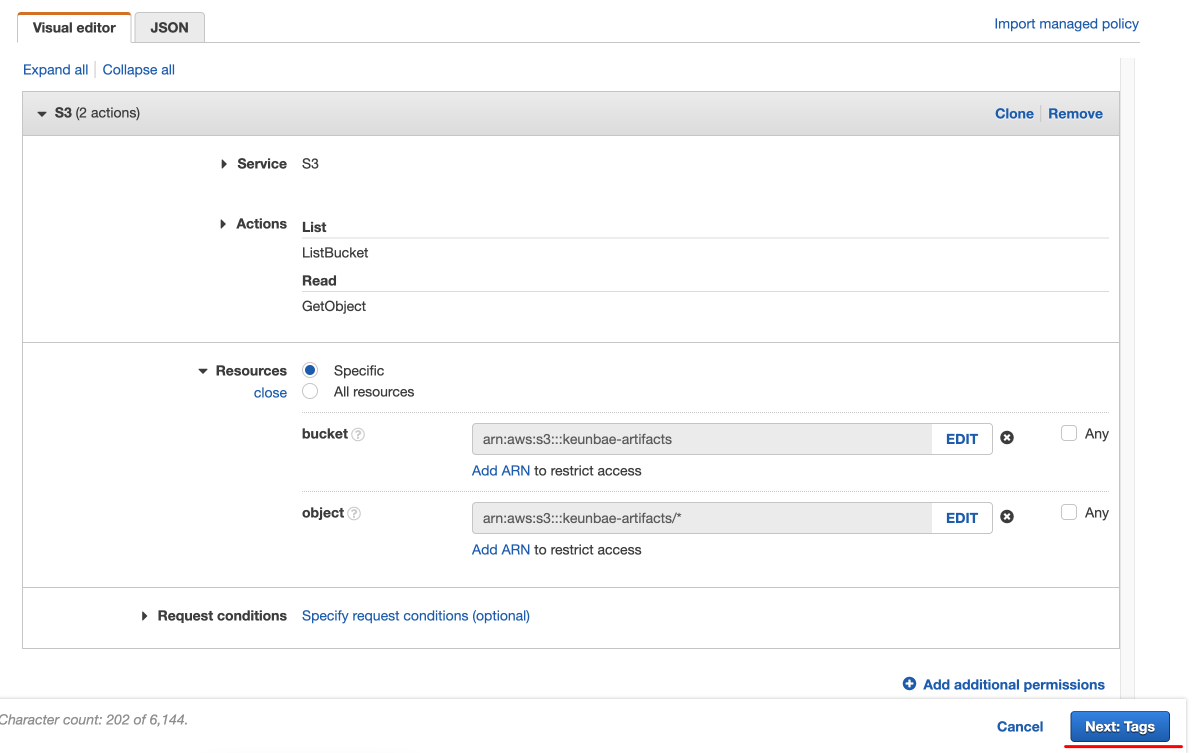 Visual editor JSON Import managed policy
Expand all Collapse all
S3 (2 actions) Clone Remove
Service S3
Actions List
ListBucket
Read
GetObject
Resources Specific
close All resources
bucket ? arn:aws:s3:::keunbae-artifacts EDIT Any
Add ARN to restrict access
object ? arn:aws:s3:::keunbae-artifacts/* EDIT Any
Add ARN to restrict access
Request conditions Specify request conditions (optional)
Add additional permissions
Character count: 202 of 6,144.
Cancel Next: Tags